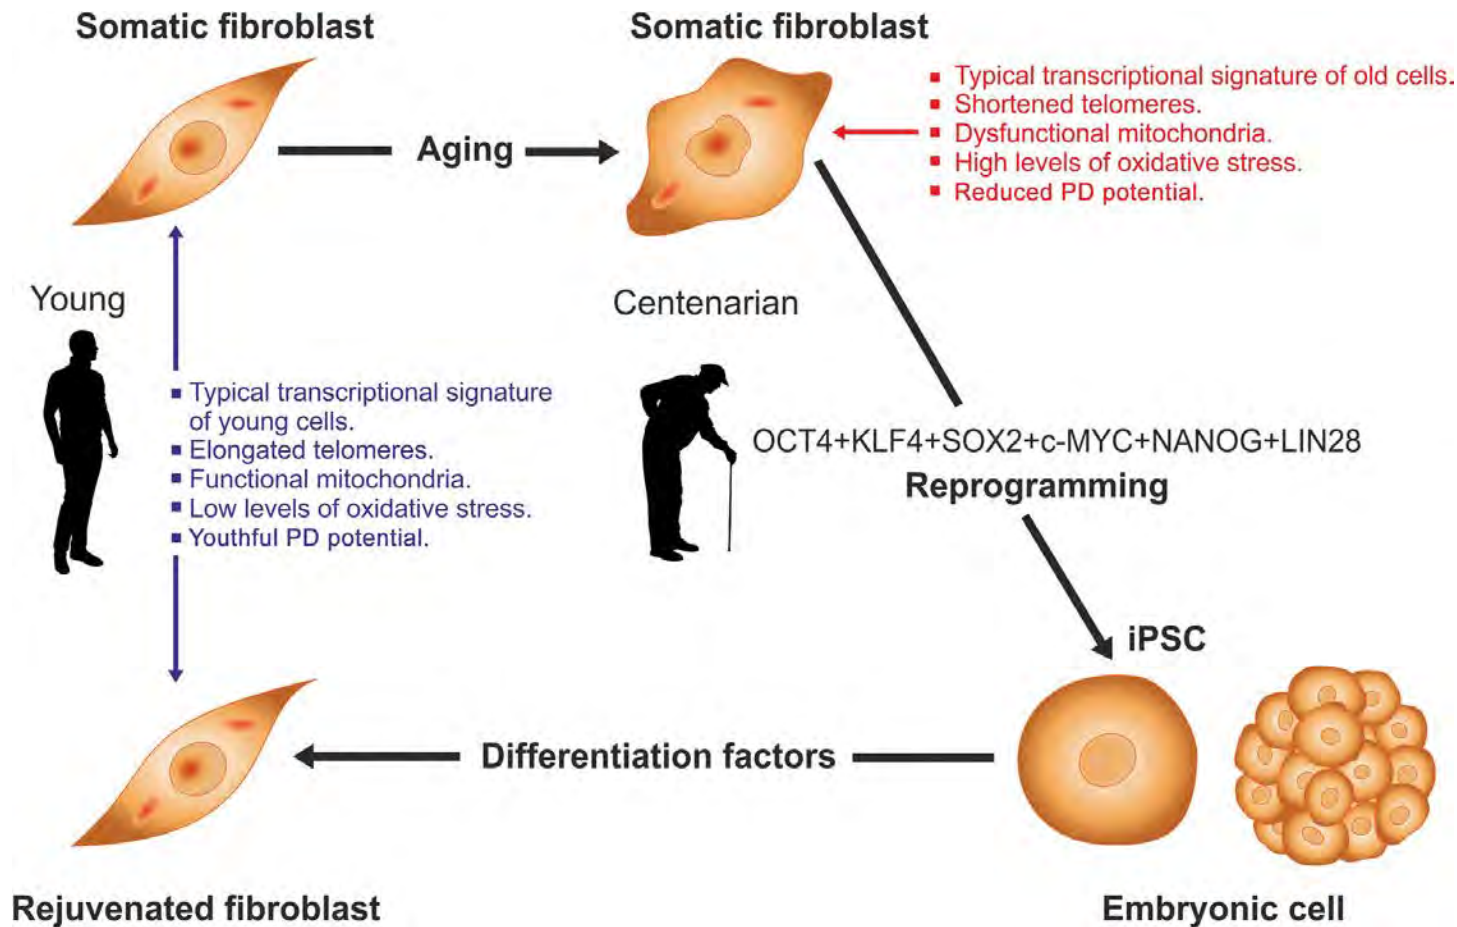 Somatic fibroblast
Somatic fibroblast
▪ Typical transcriptional signature of old cells.
▪ Shortened telomeres.
▪ Dysfunctional mitochondria.
▪ High levels of oxidative stress.
▪ Reduced PD potential.
Aging
Young
Centenarian
▪ Typical transcriptional signature
of young cells.
▪ Elongated telomeres.
▪ Functional mitochondria.
▪ Low levels of oxidative stress.
▪ Youthful PD potential.
OCT4+KLF4+SOX2+c-MYC+NANOG+LIN28
Reprogramming
iPSC
Differentiation factors
Rejuvenated fibroblast
Embryonic cell